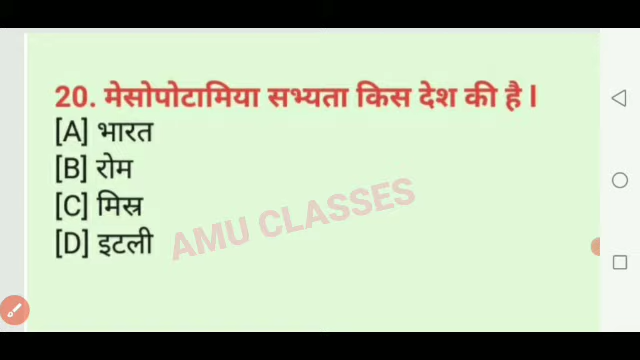 20. मेसोपोटामिया सभ्यता किस देश की है l
[A] भारत
[B] रोम
[C] मिस्र
[D] इटली
AMU CLASSES